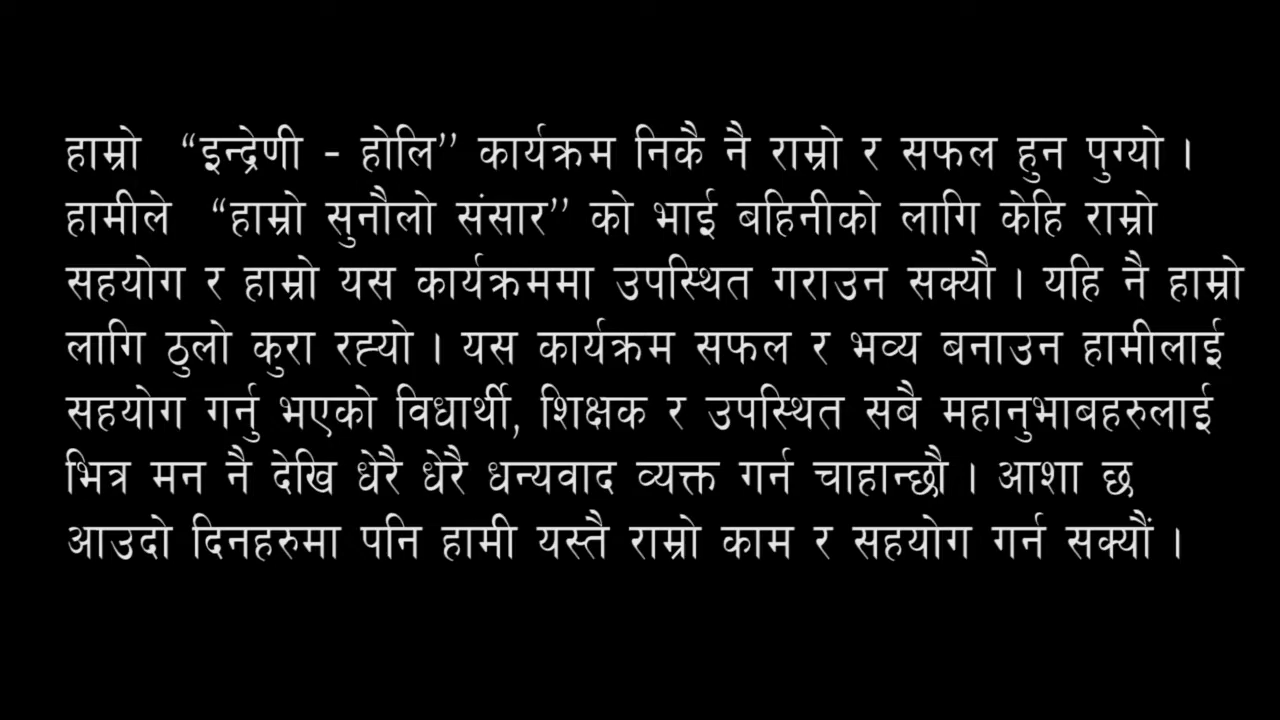 हाम्रो “इन्द्रेणी - होलि’’ कार्यक्रम निकै नै राम्रो र सफल हुन पुग्यो ।
हामीले “हाम्रो सुनौलो संसार’’ को भाई बहिनीको लागि केहि राम्रो
सहयोग र हाम्रो यस कार्यक्रममा उपस्थित गराउन सक्यौ । यहि नै हाम्रो
लागि ठुलो कुरा रह्यो । यस कार्यक्रम सफल र भव्य बनाउन हामीलाई
सहयोग गर्नु भएको विधार्थी, शिक्षक र उपस्थित सबै महानुभाबहरुलाई
भित्र मन नै देखि धेरै धेरै धन्यवाद व्यक्त गर्न चाहान्छौ । आशा छ
आउदो दिनहरुमा पनि हामी यस्तै राम्रो काम र सहयोग गर्न सक्यौं ।